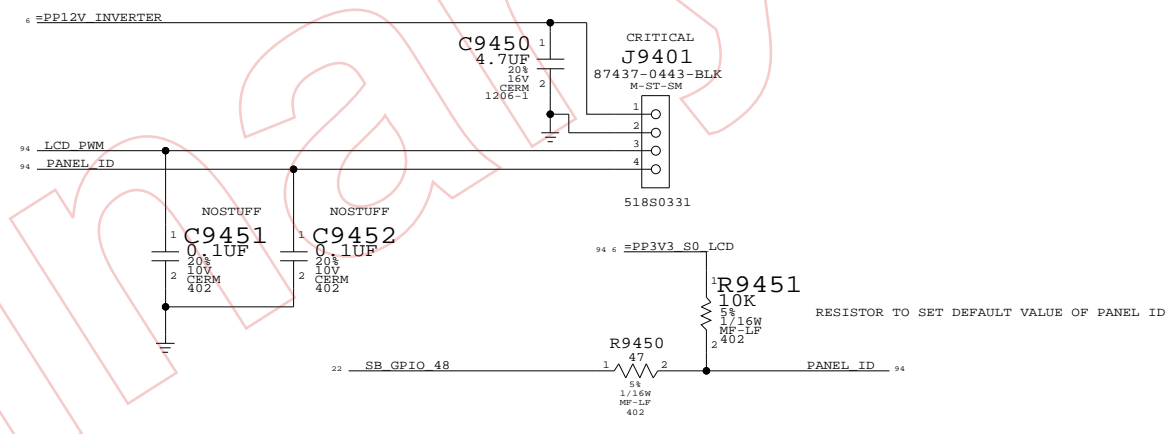 6 =PP12V_INVERTER
C9450
1
4.7UF
20%
16V
CERM
2
1206-1
CRITICAL
J9401
87437-0443-BLK
M-ST-SM
1
2
3
4
518S0331
94 LCD_PWM
94 PANEL_ID
NOSTUFF
1 C9451
0.1UF
20%
10V
2 CERM
402
NOSTUFF
1 C9452
0.1UF
20%
10V
2 CERM
402
94 6 =PP3V3_S0_LCD
1 R9451
10K
5%
1/16W
MF-LF
2 402
RESISTOR TO SET DEFAULT VALUE OF PANEL ID
R9450
47
22 SB_GPIO_48 1 2 PANEL_ID 94
5%
1/16W
MF-LF
402